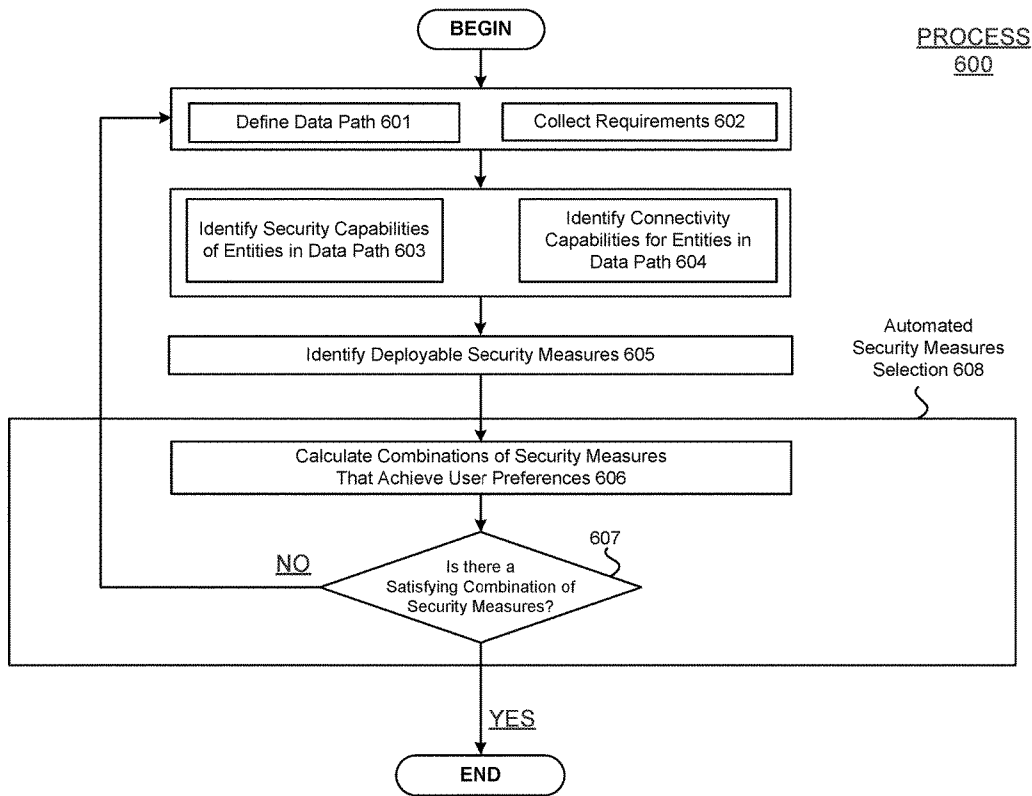 BEGIN
PROCESS
600
Define Data Path 601
Collect Requirements 602
Identify Security Capabilities
of Entities in Data Path 603
Identify Connectivity
Capabilities for Entities in
Data Path 604
Identify Deployable Security Measures 605
Automated
Security Measures
Selection 608
Calculate Combinations of Security Measures
That Achieve User Preferences 606
607
NO
Is there a
Satisfying Combination of
Security Measures?
YES
END